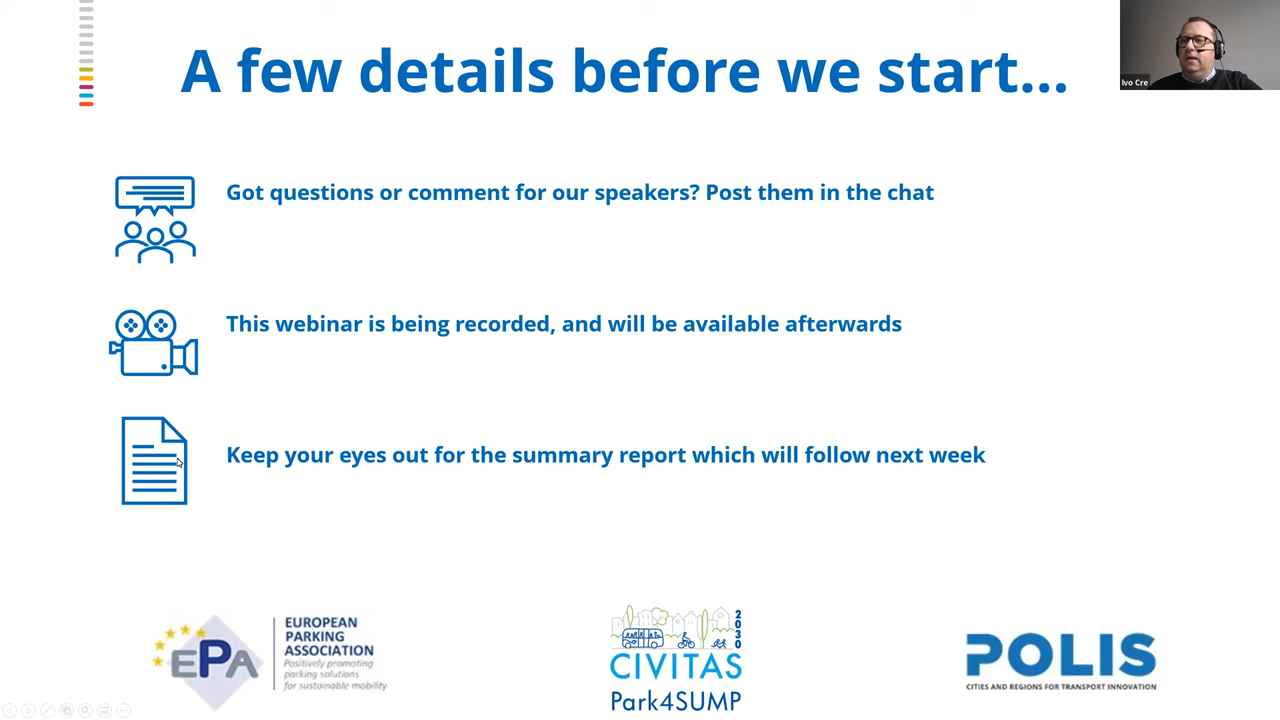 A few details before we start...
Ivo Cre
Got questions or comment for our speakers? Post them in the chat
This webinar is being recorded, and will be available afterwards
Keep your eyes out for the summary report which will follow next week
EPA
EUROPEAN
PARKING
ASSOCIATION
Positively promoting
parking solutions
for sustainable mobility
2030
CIVITAS
Park4SUMP
POLIS
CITIES AND REGIONS FOR TRANSPORT INNOVATION